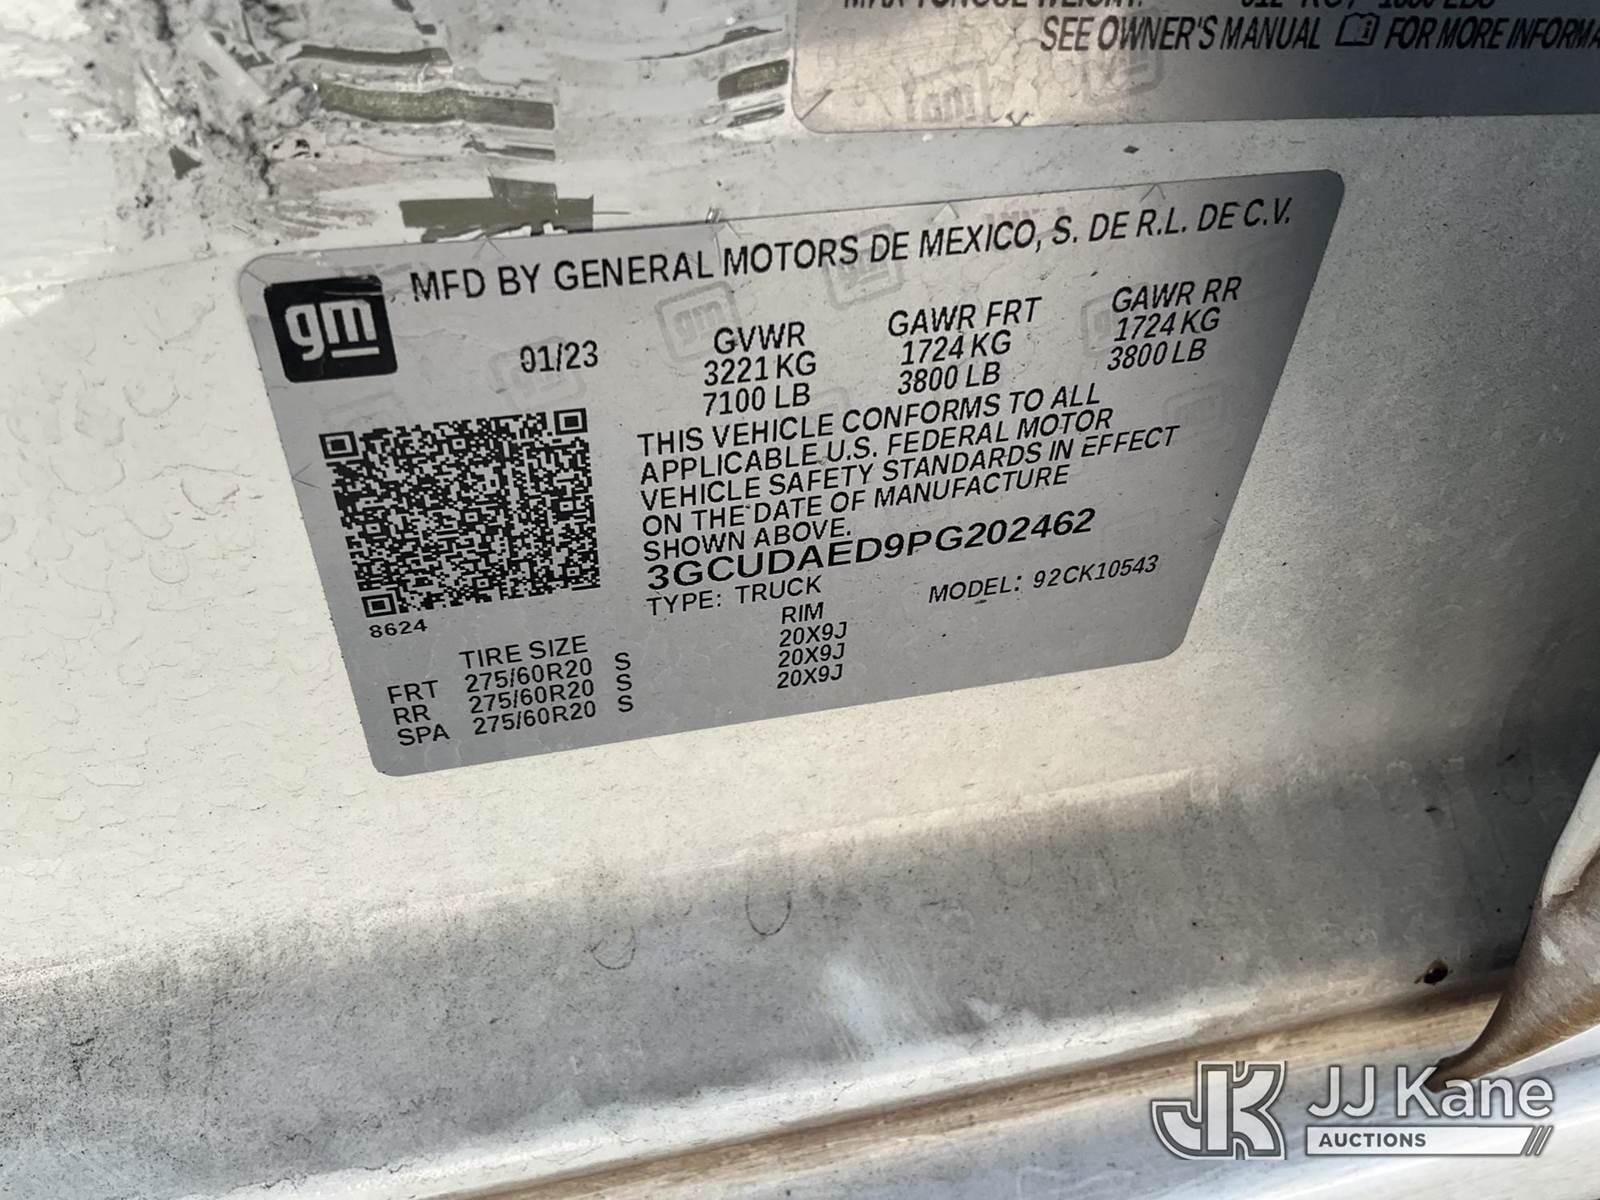 MAX TONGUE WEIGHT:
SEE OWNER'S MANUAL FOR MORE
gm
MFD BY GENERAL MOTORS DE MEXICO, S. DE R.L. DE C.V.
01/23 GVWR GAWR FRT GAWR RR
3221 KG 1724 KG 1724 KG
7100 LB 3800 LB 3800 LB
THIS VEHICLE CONFORMS TO ALL
APPLICABLE U.S. FEDERAL MOTOR
VEHICLE SAFETY STANDARDS IN EFFECT
ON THE DATE OF MANUFACTURE
SHOWN ABOVE.
3GCUDAED9PG202462
TYPE: TRUCK MODEL: 92CK10543
8624
TIRE SIZE RIM
FRT 275/60R20 S 20X9J
RR 275/60R20 S 20X9J
SPA 275/60R20 S 20X9J
JK JJ Kane
AUCTIONS